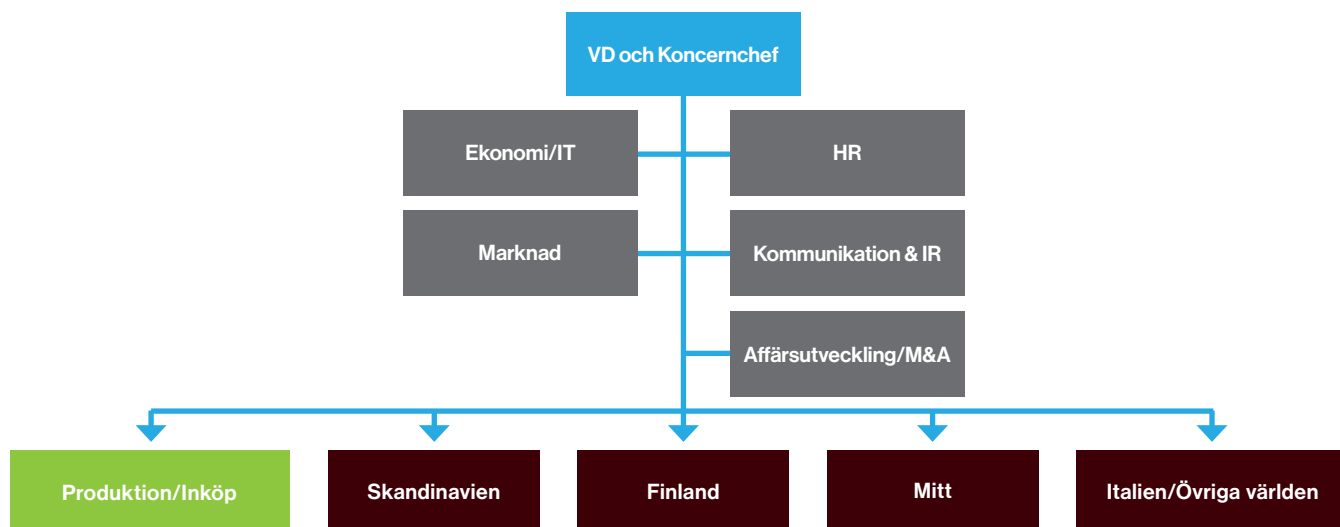 VD och Koncernchef
Ekonomi/IT
HR
Marknad
Kommunikation & IR
Affärsutveckling/M&A
Produktion/Inköp
Skandinavien
Finland
Mitt
Italien/Övriga världen